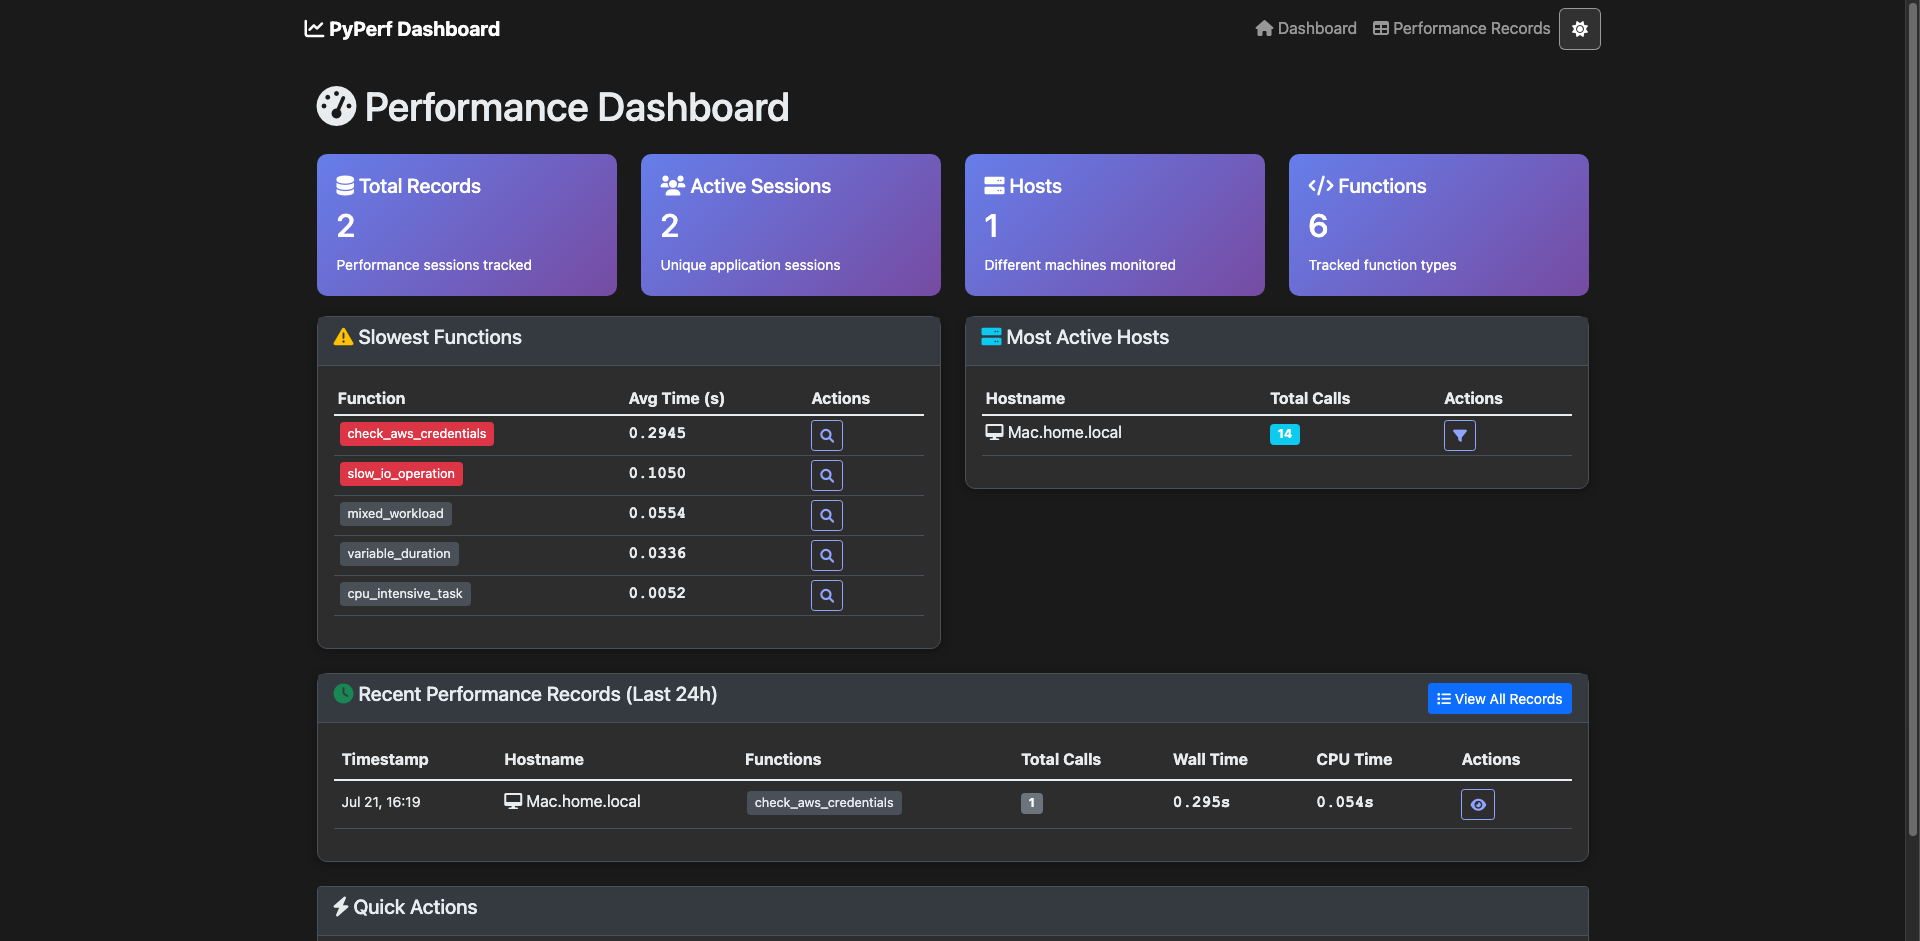 PyPerf Dashboard
Dashboard
Performance Records
Performance Dashboard
Total Records
2
Performance sessions tracked
Active Sessions
2
Unique application sessions
Hosts
1
Different machines monitored
Functions
6
Tracked function types
Slowest Functions
Function Avg Time (s) Actions
check_aws_credentials 0.2945
slow_io_operation 0.1050
mixed_workload 0.0554
variable_duration 0.0336
cpu_intensive_task 0.0052
Most Active Hosts
Hostname Total Calls Actions
Mac.home.local 14
Recent Performance Records (Last 24h)
View All Records
Timestamp Hostname Functions Total Calls Wall Time CPU Time Actions
Jul 21, 16:19 Mac.home.local check_aws_credentials 1 0.295s 0.054s
Quick Actions